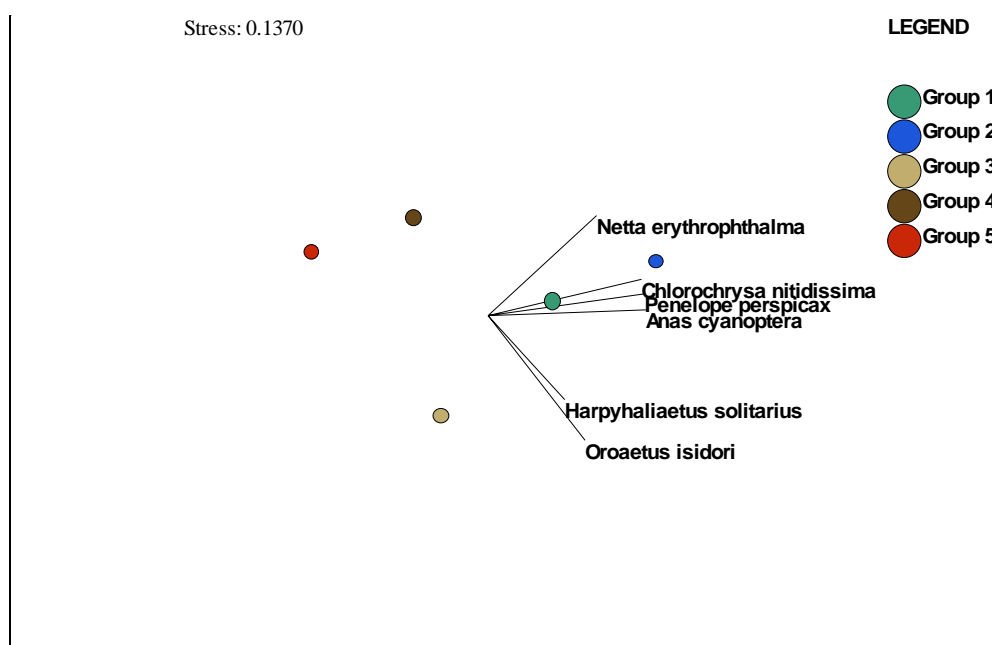 Stress: 0.1370
LEGEND
Group 1
Group 2
Group 3
Group 4
Group 5
Netta erythrophthalma
Chlorochrysa nitidissima
Penelope perspicax
Anas cyanoptera
Harpyhaliaetus solitarius
Oroaetus isidori